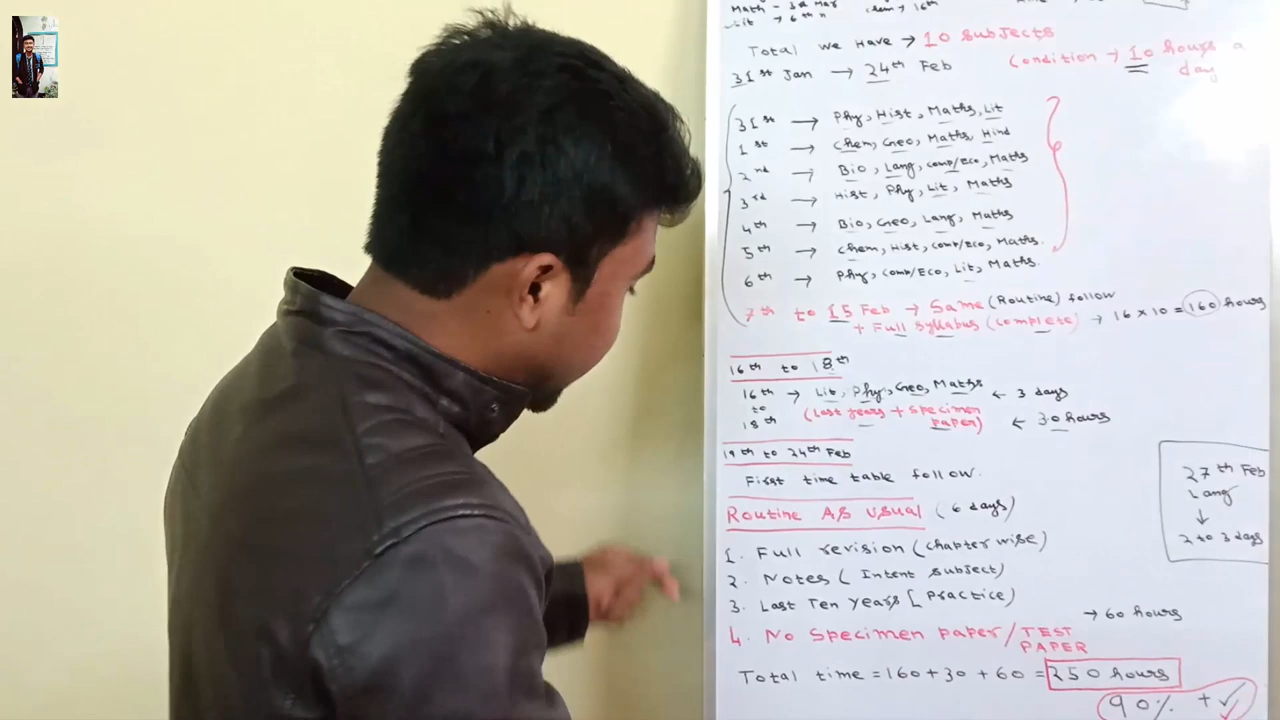 Math - 3rd Mar
Lit → 6th
Chem → 16th
Total we Have → 10 subjects
31st Jan → 24th Feb
Condition → 10 hours a day
31st → Phy, Hist, Maths, Lit
1st → Chem, Geo, Maths, Hind
2nd → Bio, Lang, comp/Eco, Maths
3rd → Hist, Phy, Lit, Maths
4th → Bio, Geo, Lang, Maths
5th → Chem, Hist, comp/Eco, Maths.
6th → Phy, comp/Eco, Lit, Maths.
7th to 15 Feb → Same (Routine) follow
+ Full syllabus (complete) → 16 × 10 = 160 hours
16th to 18th
16th → Lit, Phy, Geo, Maths ← 3 days
to
18th (Last years + specimen paper) ← 30 hours
19th to 24th Feb
First time table follow.
Routine As usual (6 days)
1. Full revision (chapter wise)
2. Notes (Intent subject)
3. Last Ten years [Practice)
→ 60 hours
4. No specimen paper/TEST PAPER
Total time = 160 + 30 + 60 = 250 hours
90% + ✓
27th Feb
Lang
↓
2 to 3 days